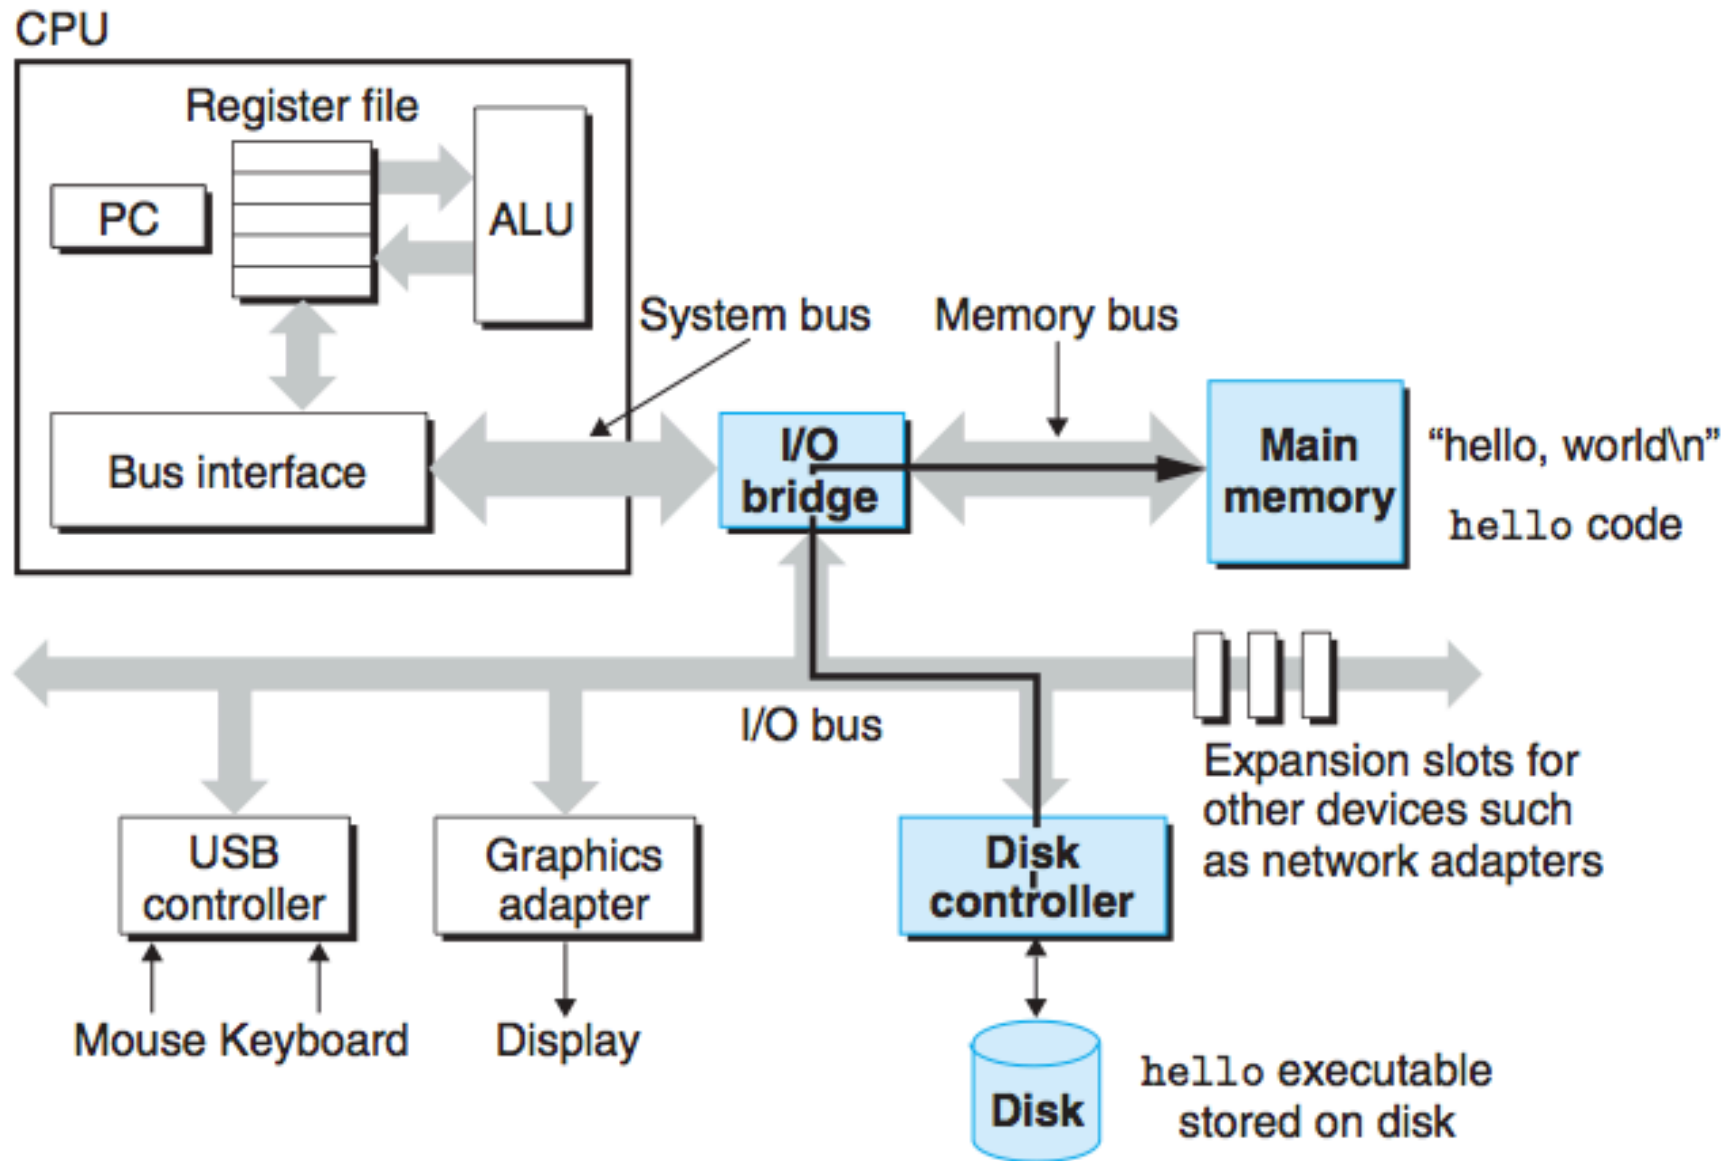 CPU
Register file
PC
ALU
System bus
Memory bus
Bus interface
I/O
bridge
Main
memory
“hello, world\n”
hello code
I/O bus
Expansion slots for
other devices such
as network adapters
USB
controller
Graphics
adapter
Disk
controller
Mouse Keyboard
Display
Disk
hello executable
stored on disk